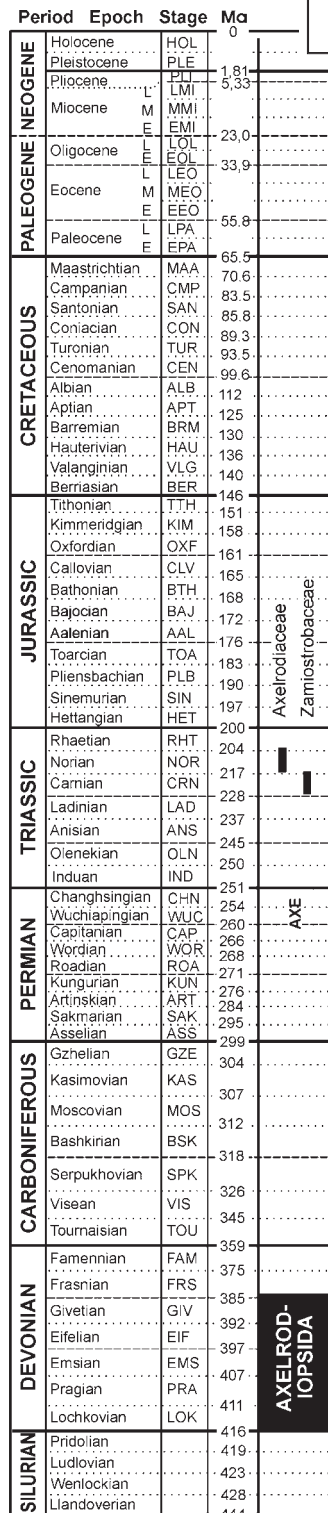 Period Epoch Stage Ma
0
NEOGENE
Holocene HOL
Pleistocene PLE
1,81
Pliocene PLI
5,33
L LMI
Miocene M MMI
E EMI
23,0
PALEOGENE
Oligocene L LOL
E EOL
33,9
L LEO
Eocene M MEO
E EEO
55,8
Paleocene L LPA
E EPA
65.5
CRETACEOUS
Maastrichtian MAA
70.6
Campanian CMP
83.5
Santonian SAN
85.8
Coniacian CON
89.3
Turonian TUR
93.5
Cenomanian CEN
99.6
Albian ALB
112
Aptian APT
125
Barremian BRM
130
Hauterivian HAU
136
Valanginian VLG
140
Berriasian BER
146
JURASSIC
Tithonian TTH
151
Kimmeridgian KIM
158
Oxfordian OXF
161
Callovian CLV
165
Bathonian BTH
168
Bajocian BAJ
172
Aalenian AAL
176
Toarcian TOA
183
Pliensbachian PLB
190
Sinemurian SIN
197
Hettangian HET
200
Axelrodiaceae
Zamiostrobaceae
TRIASSIC
Rhaetian RHT
204
Norian NOR
217
Carnian CRN
228
Ladinian LAD
237
Anisian ANS
245
Olenekian OLN
250
Induan IND
251
PERMIAN
Changhsingian CHN
254
Wuchiapingian WUC
260
Capitanian CAP
266
Wordian WOR
268
Roadian ROA
271
Kungurian KUN
276
Artinskian ART
284
Sakmarian SAK
295
Asselian ASS
299
AXE
CARBONIFEROUS
Gzhelian GZE
304
Kasimovian KAS
307
Moscovian MOS
312
Bashkirian BSK
318
Serpukhovian SPK
326
Visean VIS
345
Tournaisian TOU
359
DEVONIAN
Famennian FAM
375
Frasnian FRS
385
Givetian GIV
392
Eifelian EIF
397
Emsian EMS
407
Pragian PRA
411
Lochkovian LOK
416
AXELROD-
IOPSIDA
SILURIAN
Pridolian
419
Ludlovian
423
Wenlockian
428
Llandoverian